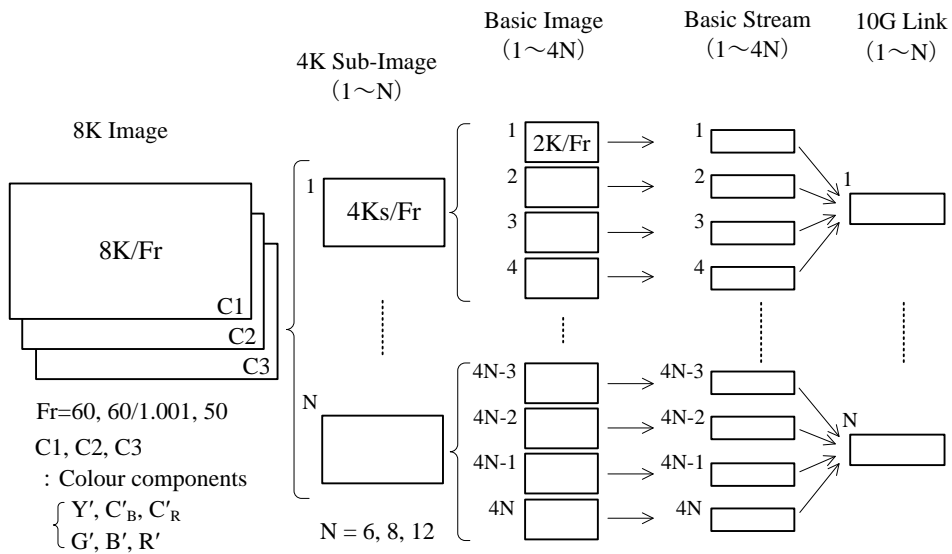 8K Image
4K Sub-Image
(1～N)
Basic Image
(1～4N)
Basic Stream
(1～4N)
10G Link
(1～N)
8K/Fr
C1
C2
C3
Fr=60, 60/1.001, 50
C1, C2, C3
: Colour components
Y′, C′B, C′R
G′, B′, R′
1
4Ks/Fr
N
N = 6, 8, 12
1
2K/Fr
2
3
4
4N-3
4N-2
4N-1
4N
1
2
3
4
4N-3
4N-2
4N-1
4N
1
N